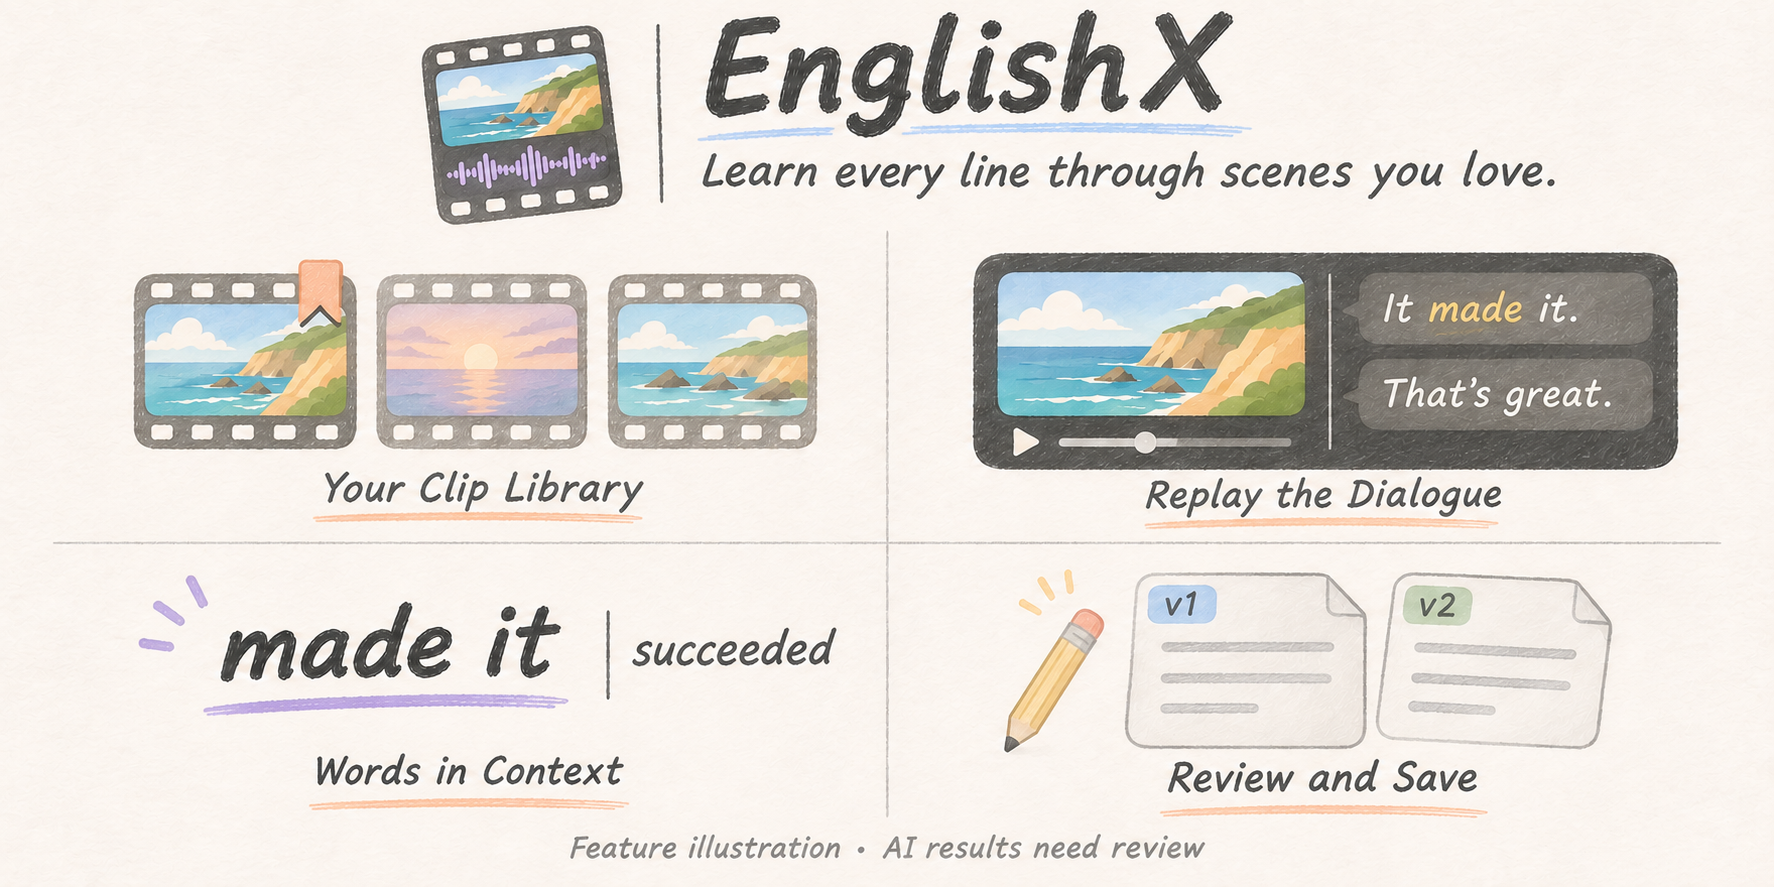 EnglishX
Learn every line through scenes you love.
Your Clip Library
It made it.
That's great.
Replay the Dialogue
made it
succeeded
Words in Context
v1
v2
Review and Save
Feature illustration • AI results need review